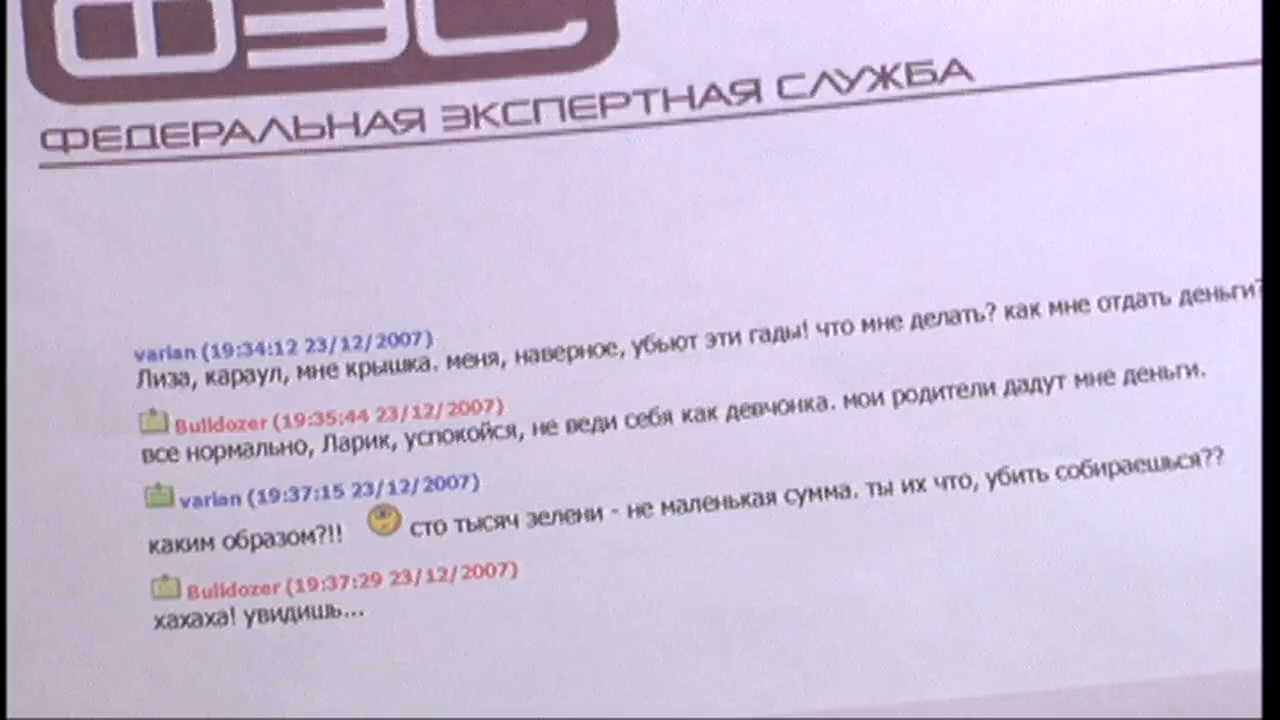 ФЭС
ФЕДЕРАЛЬНАЯ ЭКСПЕРТНАЯ СЛУЖБА
varian (19:34:12 23/12/2007)
Лиза, караул, мне крышка. меня, наверное, убьют эти гады! что мне делать? как мне отдать деньги?
Bulldozer (19:35:44 23/12/2007)
все нормально, Ларик, успокойся, не веди себя как девчонка. мои родители дадут мне деньги.
varian (19:37:15 23/12/2007)
каким образом?!! сто тысяч зелени - не маленькая сумма. ты их что, убить собираешься??
Bulldozer (19:37:29 23/12/2007)
хахаха! увидишь...